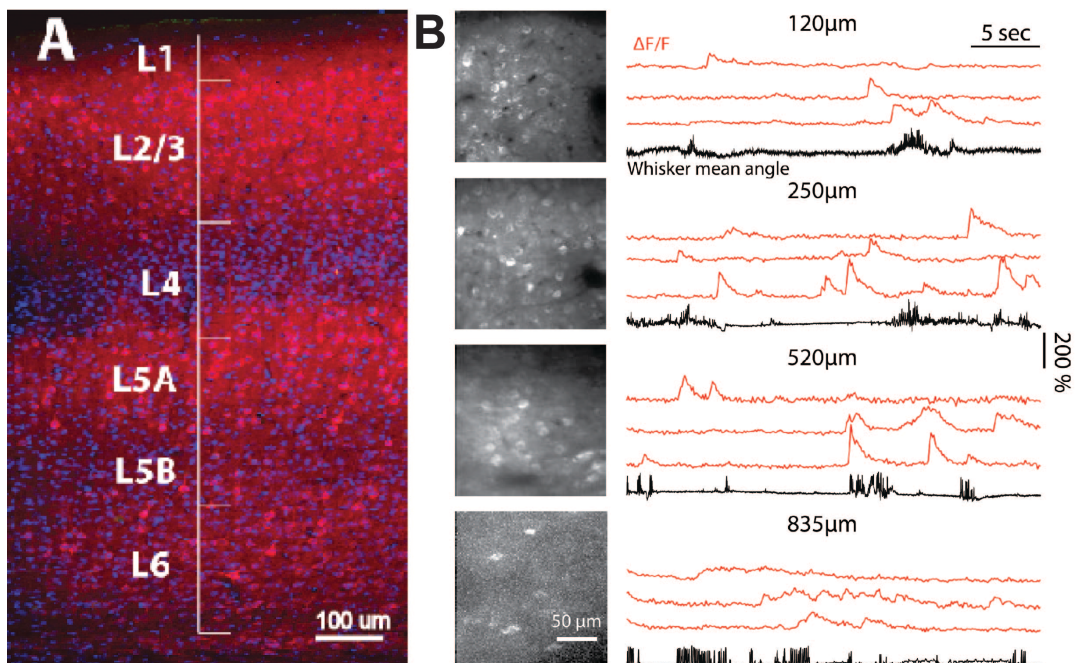 A
L1
L2/3
L4
L5A
L5B
L6
100 um
B
120µm
5 sec
ΔF/F
Whisker mean angle
250µm
200 %
520µm
835µm
50 µm